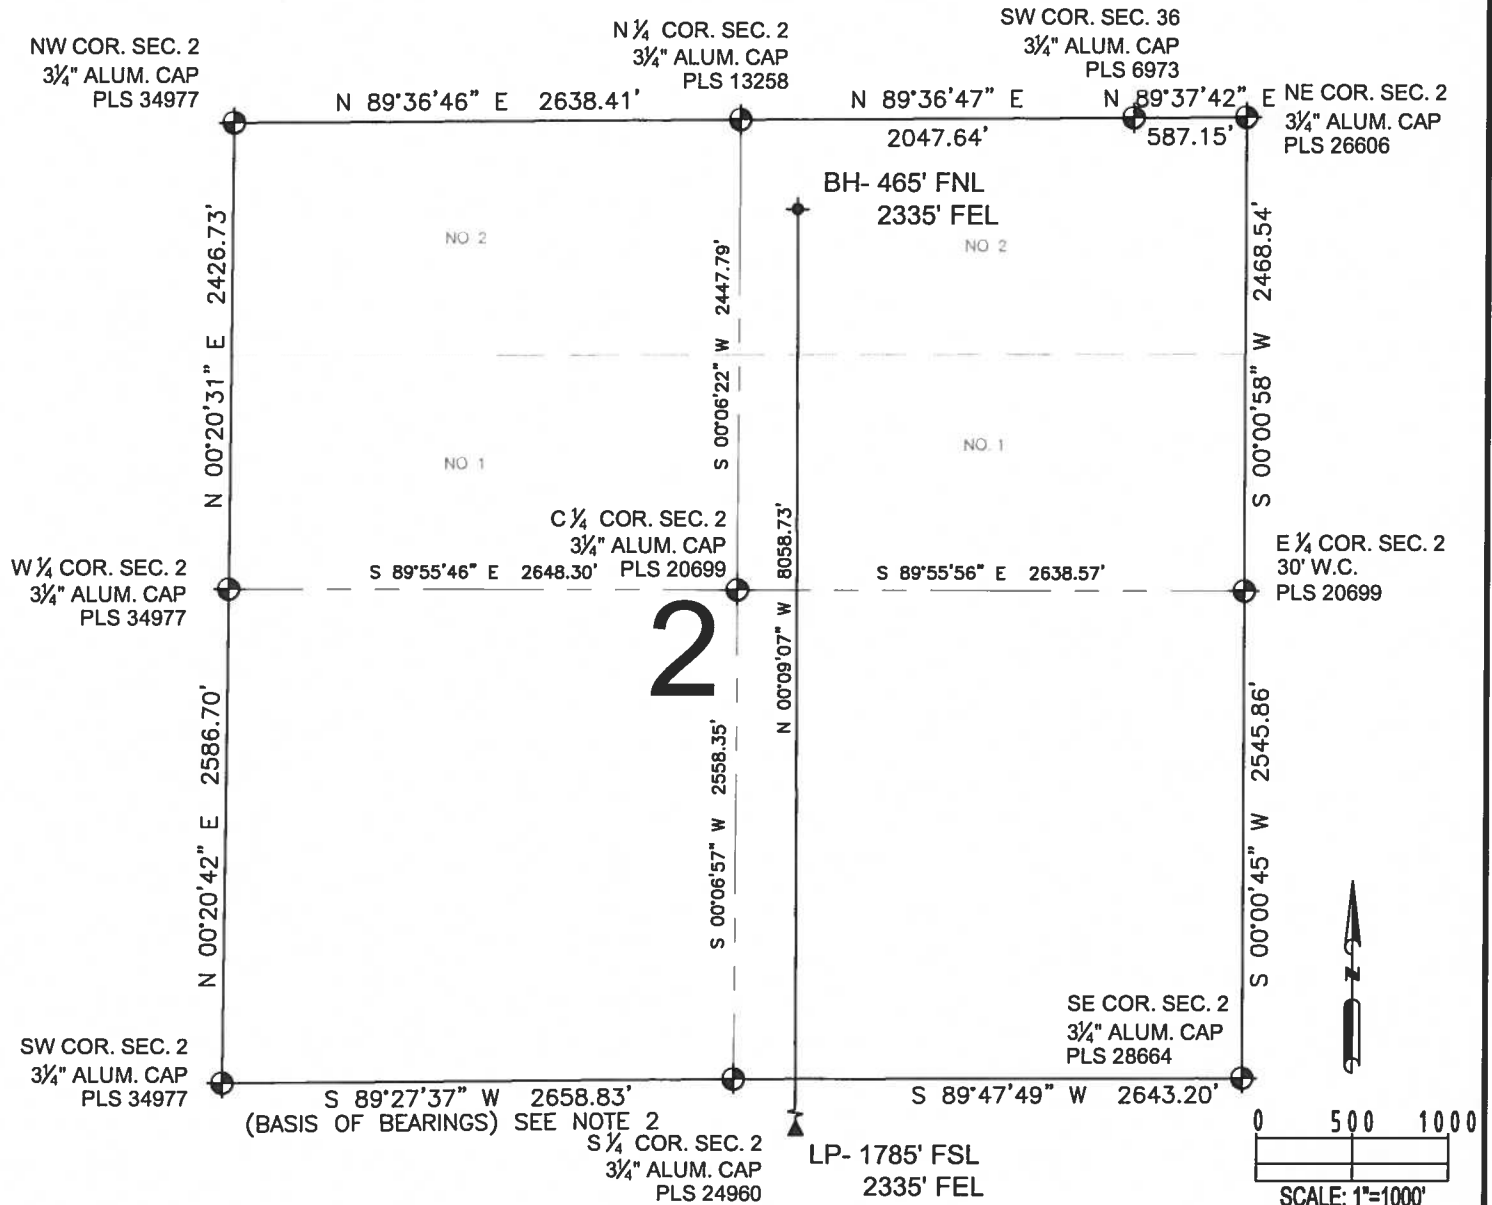 NW COR. SEC. 2
3¼" ALUM. CAP
PLS 34977
N ¼ COR. SEC. 2
3¼" ALUM. CAP
PLS 13258
SW COR. SEC. 36
3¼" ALUM. CAP
PLS 6973
NE COR. SEC. 2
3¼" ALUM. CAP
PLS 26606
N 89°36'46" E 2638.41'
N 89°36'47" E
2047.64'
N 89°37'42" E
587.15'
BH- 465' FNL
2335' FEL
NO 2
NO 2
N 00°20'31" E 2426.73'
S 00°06'22" W 2447.79'
S 00°00'58" W 2468.54'
NO 1
NO. 1
C ¼ COR. SEC. 2
3¼" ALUM. CAP
PLS 20699
W ¼ COR. SEC. 2
3¼" ALUM. CAP
PLS 34977
S 89°55'46" E 2648.30'
S 89°55'56" E 2638.57'
E ¼ COR. SEC. 2
30' W.C.
PLS 20699
2
N 00°09'07" W 8058.73'
N 00°20'42" E 2586.70'
S 00°06'57" W 2558.35'
S 00°00'45" W 2545.86'
N
SW COR. SEC. 2
3¼" ALUM. CAP
PLS 34977
SE COR. SEC. 2
3¼" ALUM. CAP
PLS 28664
S 89°27'37" W 2658.83'
(BASIS OF BEARINGS) SEE NOTE 2
S 89°47'49" W 2643.20'
S ¼ COR. SEC. 2
3¼" ALUM. CAP
PLS 24960
LP- 1785' FSL
2335' FEL
0 500 1000
SCALE: 1"=1000'